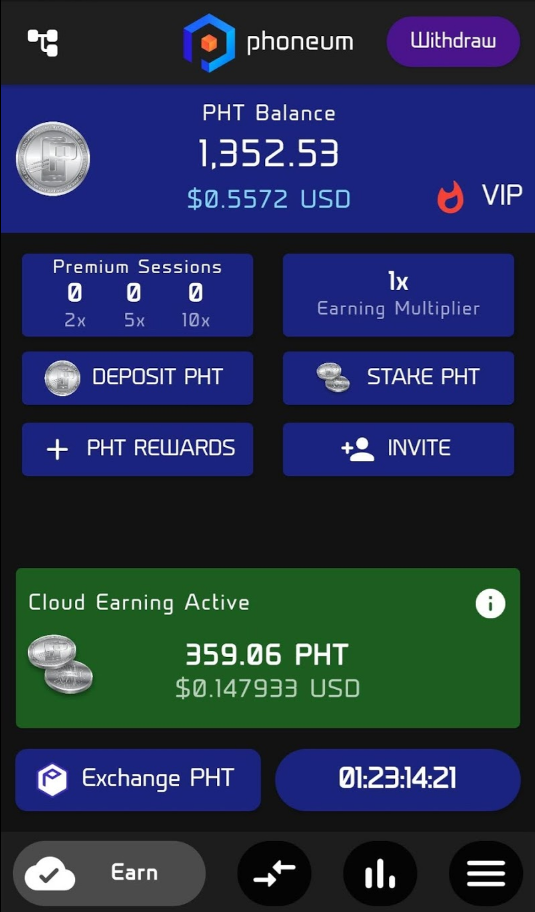 phoneum
Withdraw
PHT Balance
1,352.53
$0.5572 USD
VIP
Premium Sessions
0 0 0
2x 5x 10x
1x
Earning Multiplier
DEPOSIT PHT
STAKE PHT
PHT REWARDS
INVITE
Cloud Earning Active
359.06 PHT
$0.147933 USD
Exchange PHT
01:23:14:21
Earn